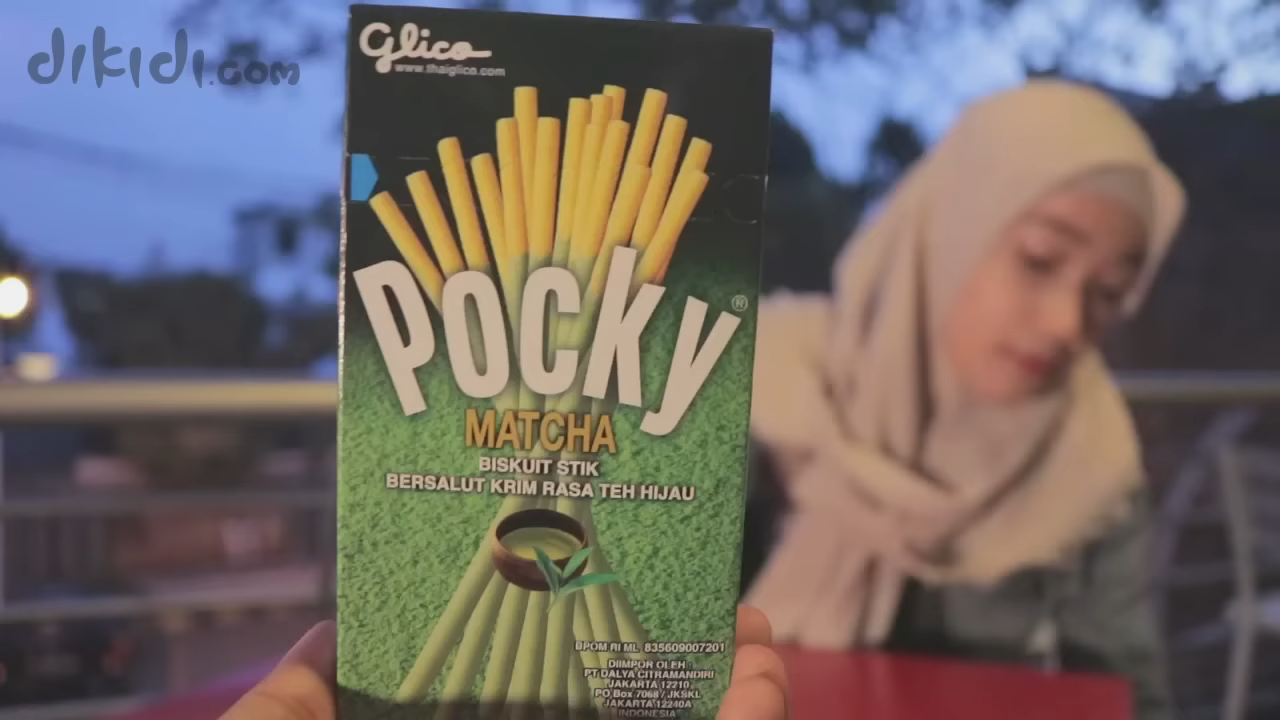 dikidi.com
Glico
www.thaiglico.com
Pocky®
MATCHA
BISKUIT STIK
BERSALUT KRIM RASA TEH HIJAU
BPOM RI ML 835609007201
DIIMPOR OLEH
PT DALYA CITRAMANDIRI
JAKARTA 12210
PO Box 7068 / JKSKL
JAKARTA 12240A
INDONESIA